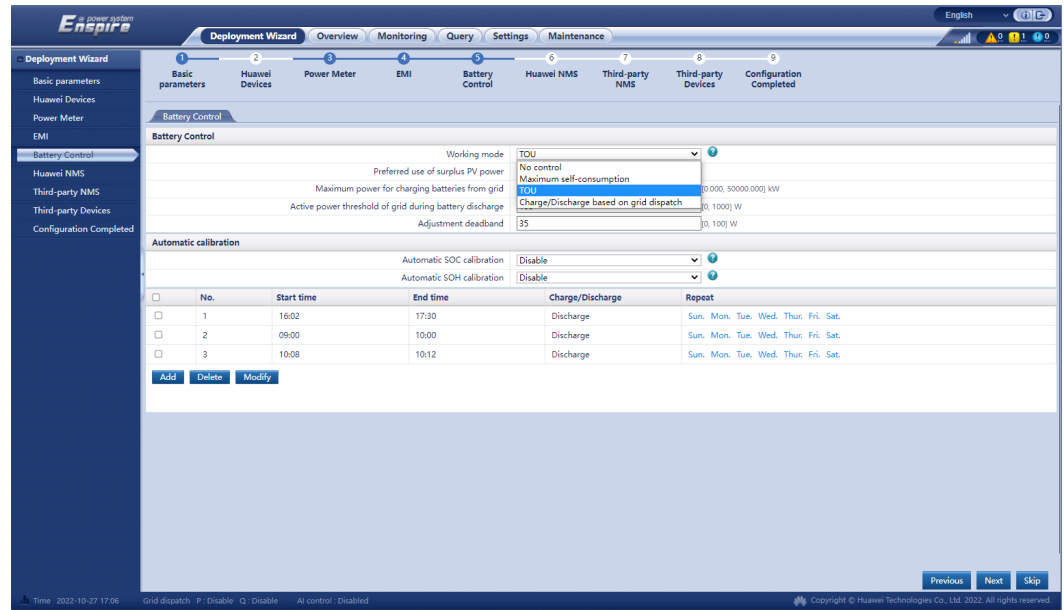 e power system
Enspire
English
Deployment Wizard Overview Monitoring Query Settings Maintenance
0 1 0
Deployment Wizard
Basic parameters
Huawei Devices
Power Meter
EMI
Battery Control
Huawei NMS
Third-party NMS
Third-party Devices
Configuration Completed
1 2 3 4 5 6 7 8 9
Basic parameters
Huawei Devices
Power Meter
EMI
Battery Control
Huawei NMS
Third-party NMS
Third-party Devices
Configuration Completed
Battery Control
Battery Control
Working mode TOU
Preferred use of surplus PV power
Maximum power for charging batteries from grid [0.000, 50000.000] kW
Active power threshold of grid during battery discharge [0, 1000] W
No control
Maximum self-consumption
TOU
Charge/Discharge based on grid dispatch
Adjustment deadband 35 [0, 100] W
Automatic calibration
Automatic SOC calibration Disable
Automatic SOH calibration Disable
No. Start time End time Charge/Discharge Repeat
1 16:02 17:30 Discharge Sun. Mon. Tue. Wed. Thur. Fri. Sat.
2 09:00 10:00 Discharge Sun. Mon. Tue. Wed. Thur. Fri. Sat.
3 10:08 10:12 Discharge Sun. Mon. Tue. Wed. Thur. Fri. Sat.
Add Delete Modify
Previous Next Skip
Time 2022-10-27 17:06 Grid dispatch P : Disable Q : Disable AI control : Disabled Copyright © Huawei Technologies Co., Ltd. 2022. All rights reserved.